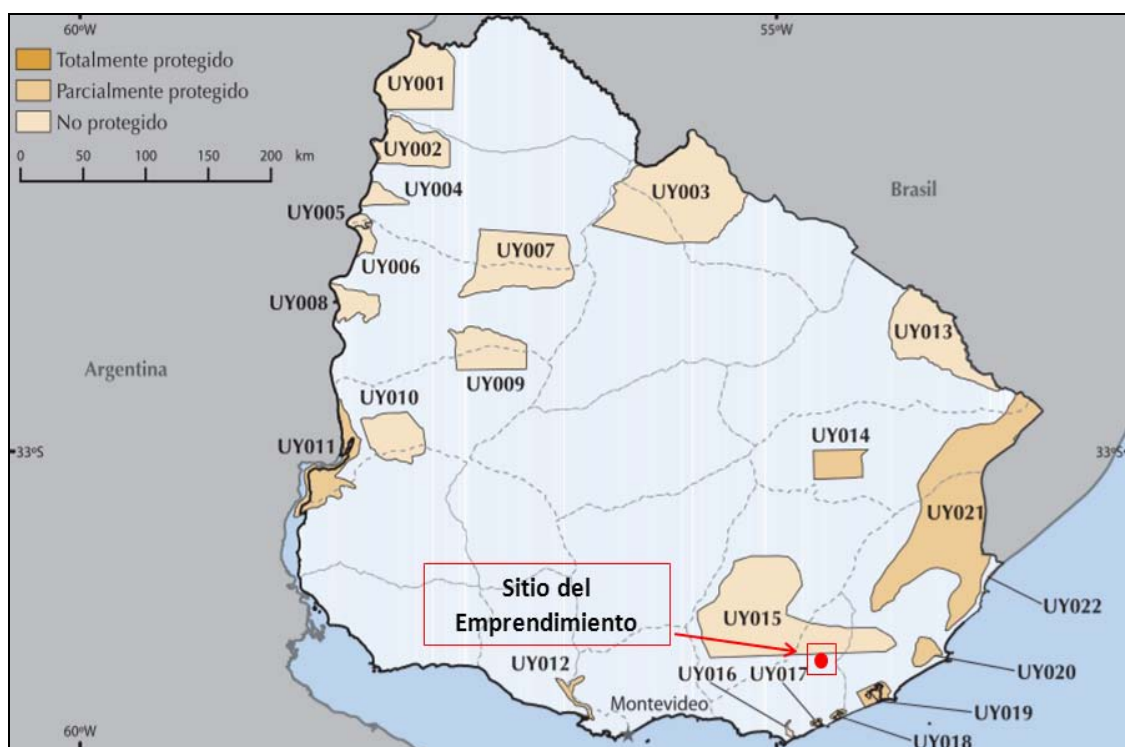 60ºW
55ºW
Totalmente protegido
Parcialmente protegido
No protegido
0 50 100 150 200 km
UY001
UY002
UY004
UY003
Brasil
UY005
UY006
UY007
UY008
UY013
Argentina
UY009
UY010
UY011
33ºS
UY014
33ºS
UY021
Sitio del
Emprendimiento
UY015
UY022
UY012
UY016
UY017
UY020
Montevideo
UY019
60ºW
UY018